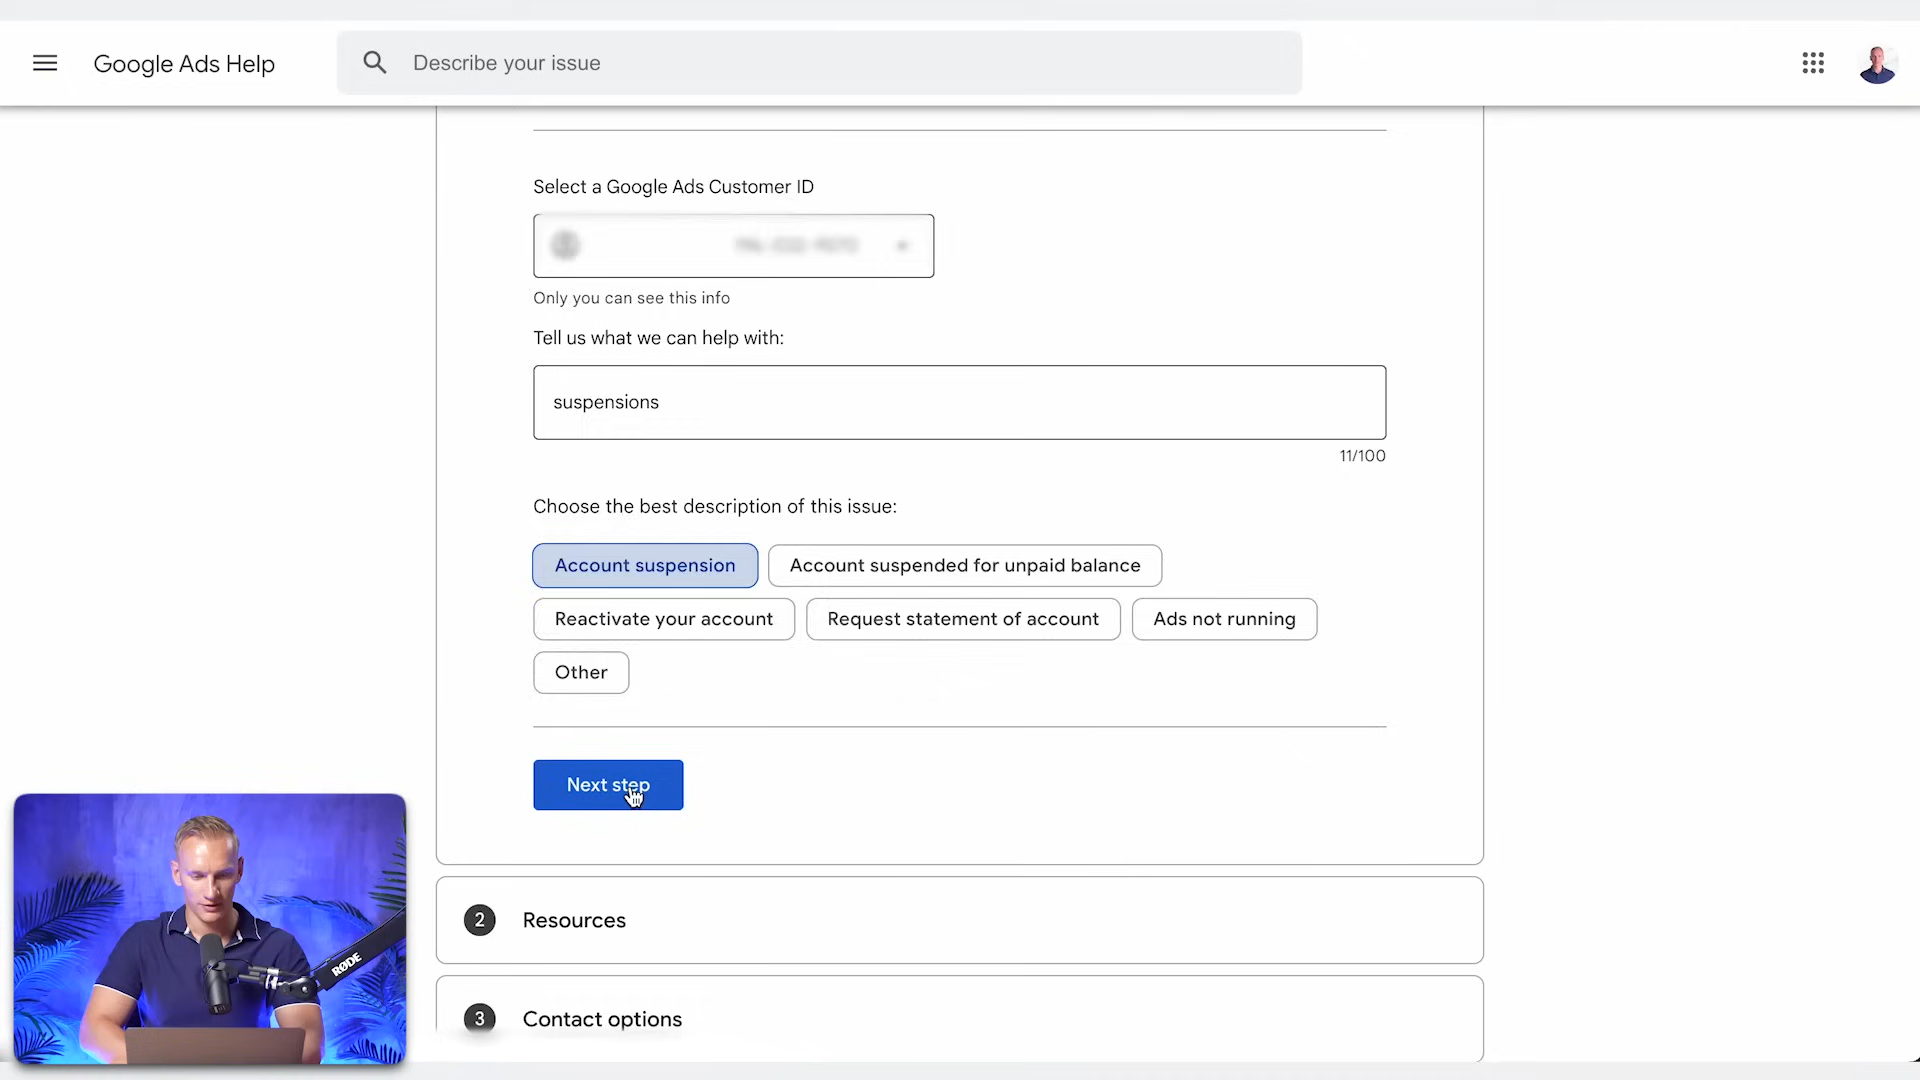 Google Ads Help
Describe your issue
Select a Google Ads Customer ID
Only you can see this info
Tell us what we can help with:
suspensions
11/100
Choose the best description of this issue:
Account suspension
Account suspended for unpaid balance
Reactivate your account
Request statement of account
Ads not running
Other
Next step
2 Resources
3 Contact options
RØDE